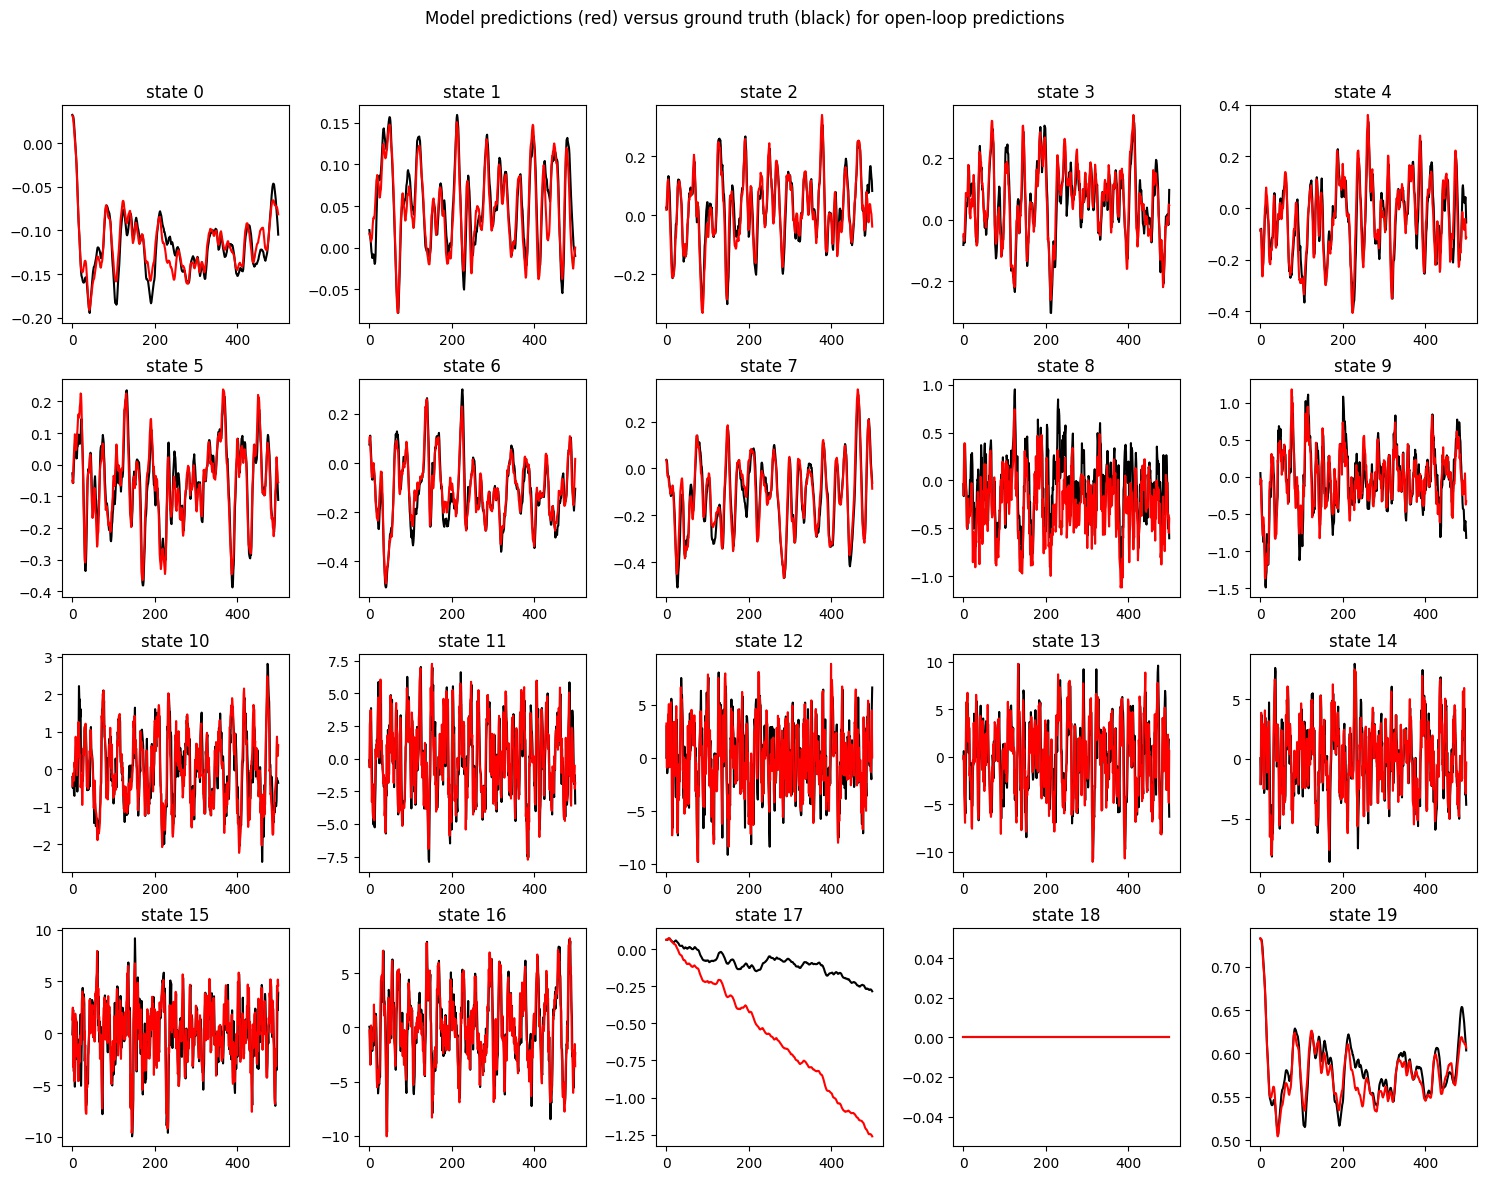 Model predictions (red) versus ground truth (black) for open-loop predictions
state 0 state 1 state 2 state 3 state 4
0.00 −0.05 −0.10 −0.15 −0.20
0.15 0.10 0.05 0.00 −0.05
0.2 0.0 −0.2
0.2 0.0 −0.2
0.4 0.2 0.0 −0.2 −0.4
0 200 400 0 200 400 0 200 400 0 200 400 0 200 400
state 5 state 6 state 7 state 8 state 9
0.2 0.1 0.0 −0.1 −0.2 −0.3 −0.4
0.2 0.0 −0.2 −0.4
0.2 0.0 −0.2 −0.4
1.0 0.5 0.0 −0.5 −1.0
1.0 0.5 0.0 −0.5 −1.0 −1.5
0 200 400 0 200 400 0 200 400 0 200 400 0 200 400
state 10 state 11 state 12 state 13 state 14
3 2 1 0 −1 −2
7.5 5.0 2.5 0.0 −2.5 −5.0 −7.5
5 0 −5 −10
10 5 0 −5 −10
5 0 −5
0 200 400 0 200 400 0 200 400 0 200 400 0 200 400
state 15 state 16 state 17 state 18 state 19
10 5 0 −5 −10
5 0 −5 −10
0.00 −0.25 −0.50 −0.75 −1.00 −1.25
0.04 0.02 0.00 −0.02 −0.04
0.70 0.65 0.60 0.55 0.50
0 200 400 0 200 400 0 200 400 0 200 400 0 200 400